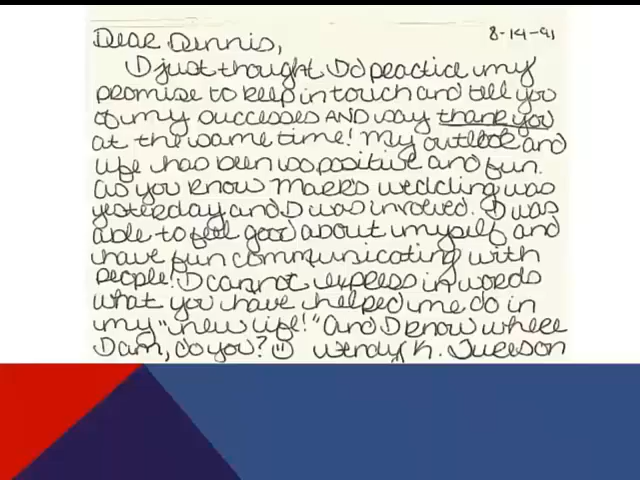 8-14-91
Dear Dennis,
I just thought I'd practice my
promise to keep in touch and tell you
of my successes AND say thank you
at the same time! My outlook and
life has been so positive and fun.
As you know Mark's wedding was
yesterday and I was involved. I was
able to feel good about myself and
have fun communicating with
people! I cannot express in words
what you have helped me do in
my "new life!" And I know where
I am, do you? Wendy K.